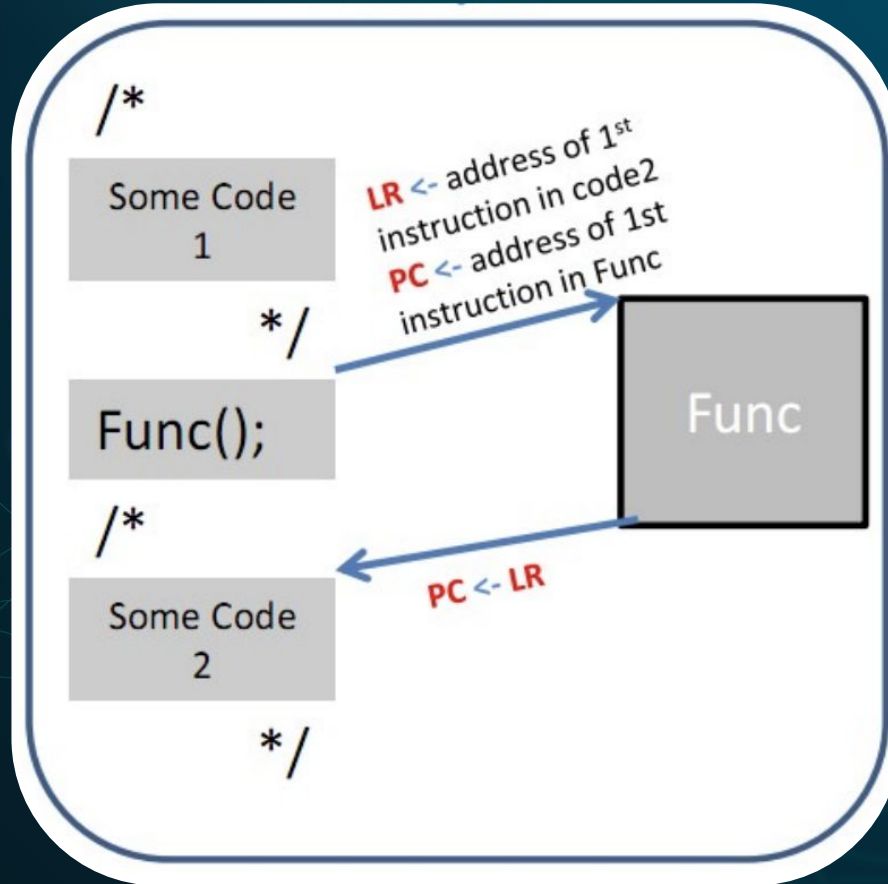 /*
Some Code
1
*/
LR <- address of 1st
instruction in code2
PC <- address of 1st
instruction in Func
Func();
Func
/*
PC <- LR
Some Code
2
*/